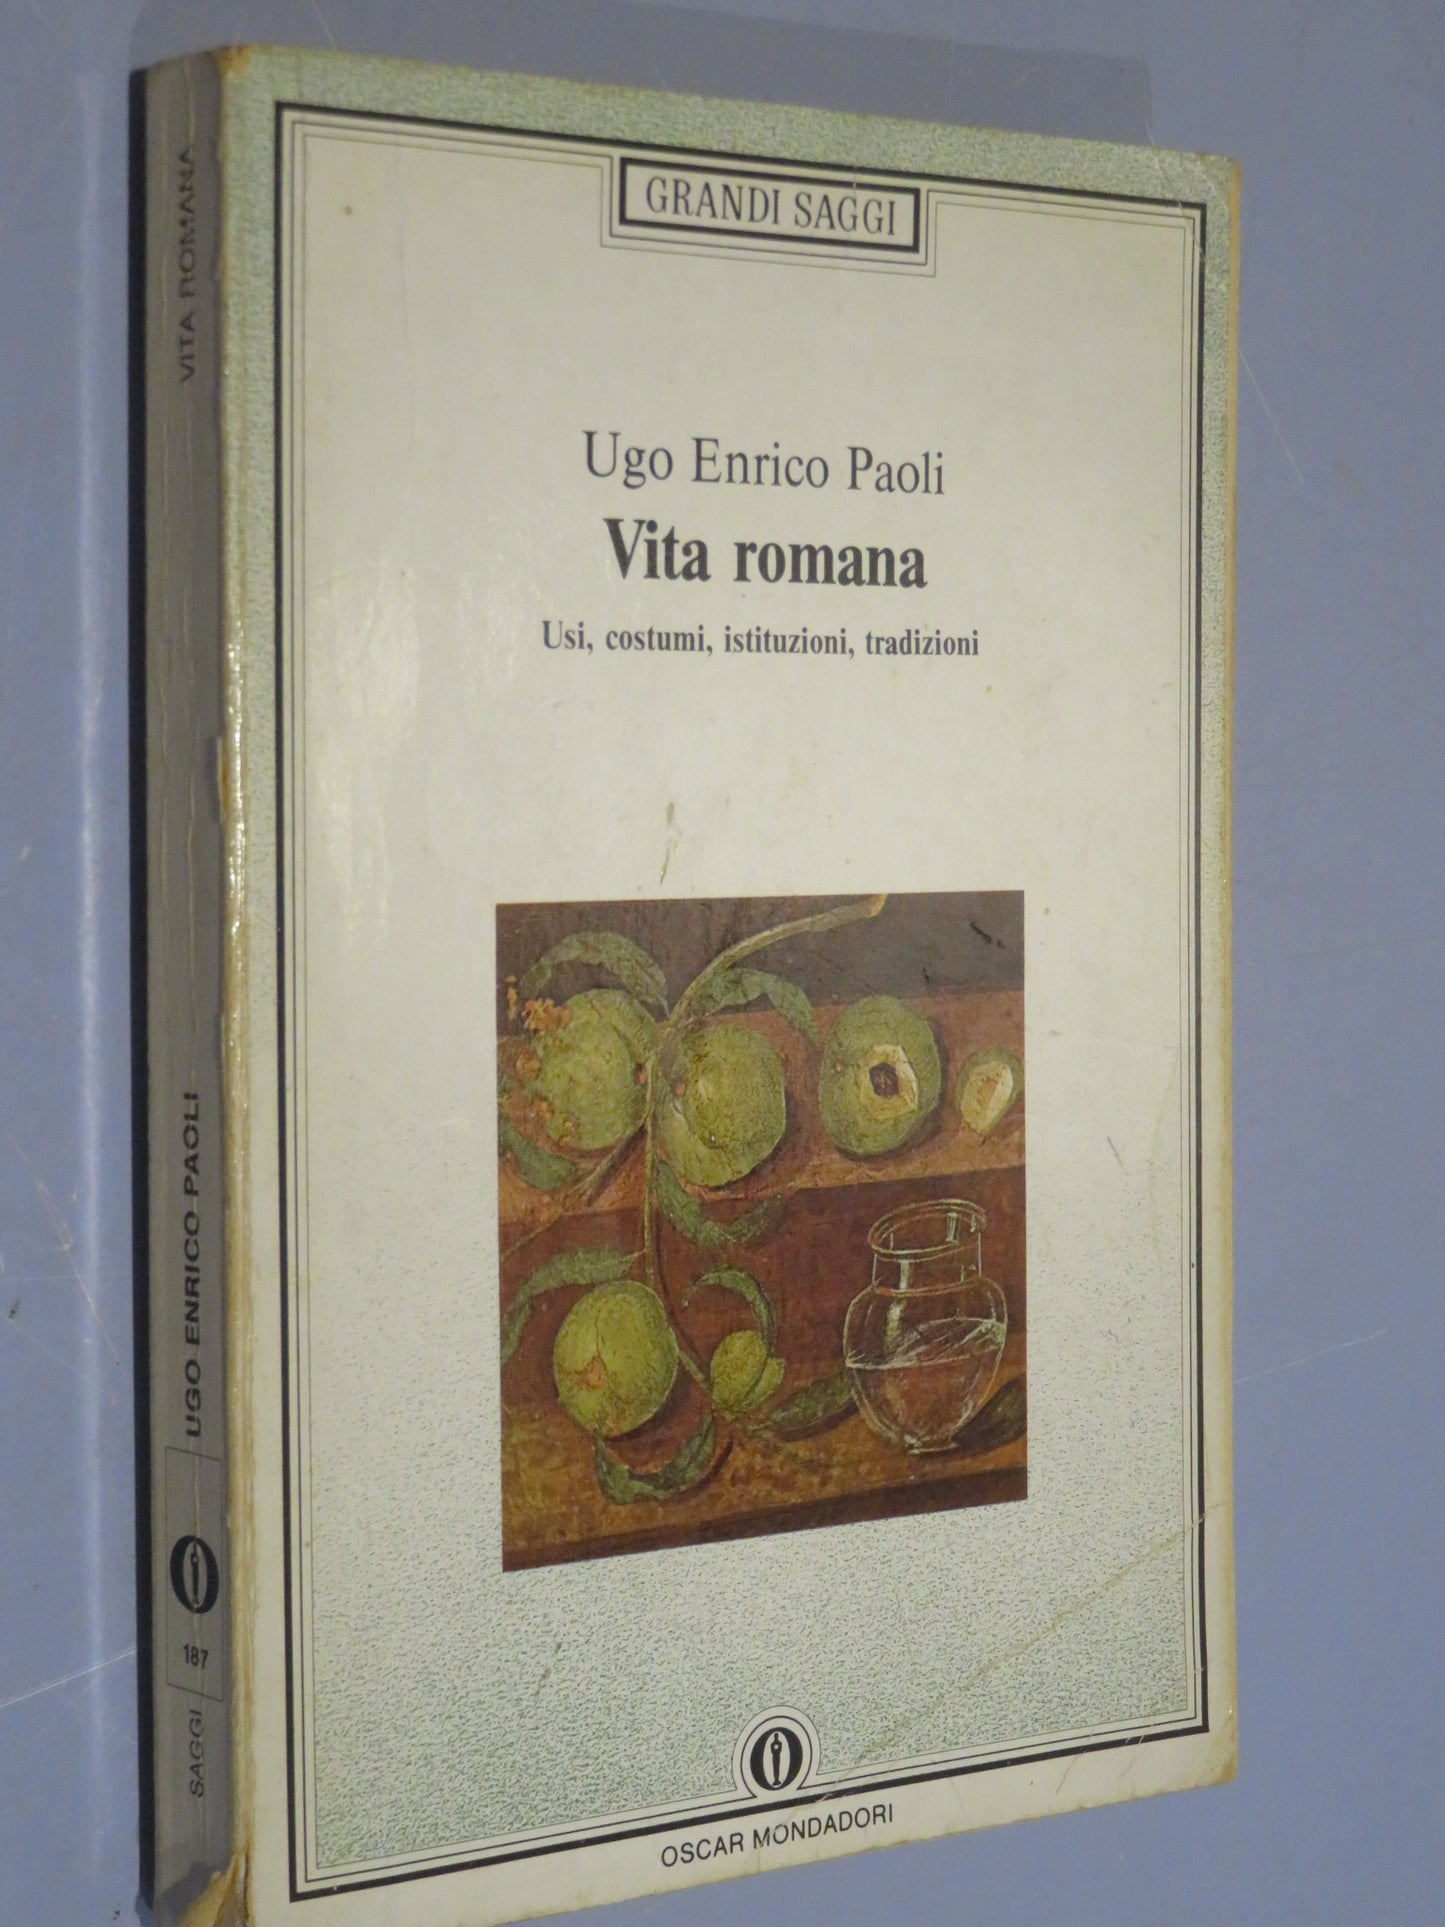 GRANDI SAGGI
Ugo Enrico Paoli
Vita romana
Usi, costumi, istituzioni, tradizioni
OSCAR MONDADORI
VITA ROMANA
UGO ENRICO PAOLI
187
SAGGI